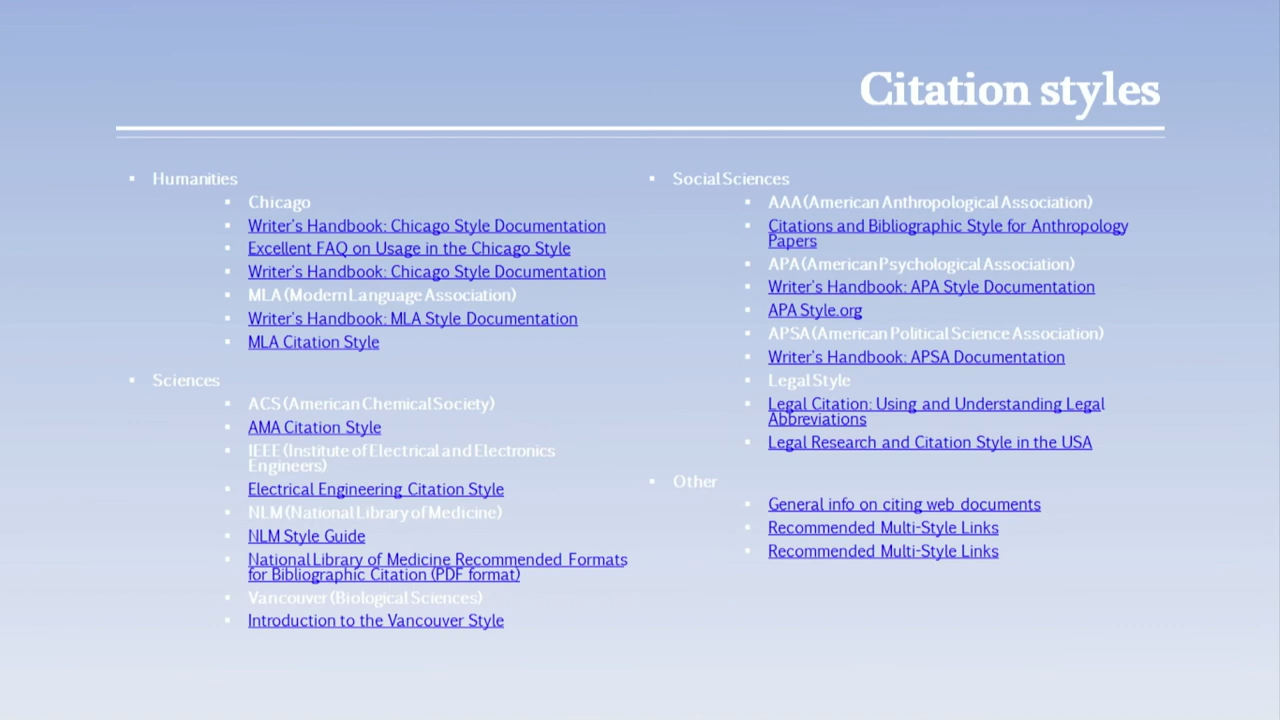 Citation styles
Humanities
Chicago
Writer's Handbook: Chicago Style Documentation
Excellent FAQ on Usage in the Chicago Style
Writer's Handbook: Chicago Style Documentation
MLA (Modern Language Association)
Writer's Handbook: MLA Style Documentation
MLA Citation Style
Sciences
ACS (American Chemical Society)
AMA Citation Style
IEEE (Institute of Electrical and Electronics
Engineers)
Electrical Engineering Citation Style
NLM (National Library of Medicine)
NLM Style Guide
National Library of Medicine Recommended Formats
for Bibliographic Citation (PDF format)
Vancouver (Biological Sciences)
Introduction to the Vancouver Style
Social Sciences
AAA (American Anthropological Association)
Citations and Bibliographic Style for Anthropology
Papers
APA (American Psychological Association)
Writer's Handbook: APA Style Documentation
APA Style.org
APSA (American Political Science Association)
Writer's Handbook: APSA Documentation
Legal Style
Legal Citation: Using and Understanding Legal
Abbreviations
Legal Research and Citation Style in the USA
Other
General info on citing web documents
Recommended Multi-Style Links
Recommended Multi-Style Links